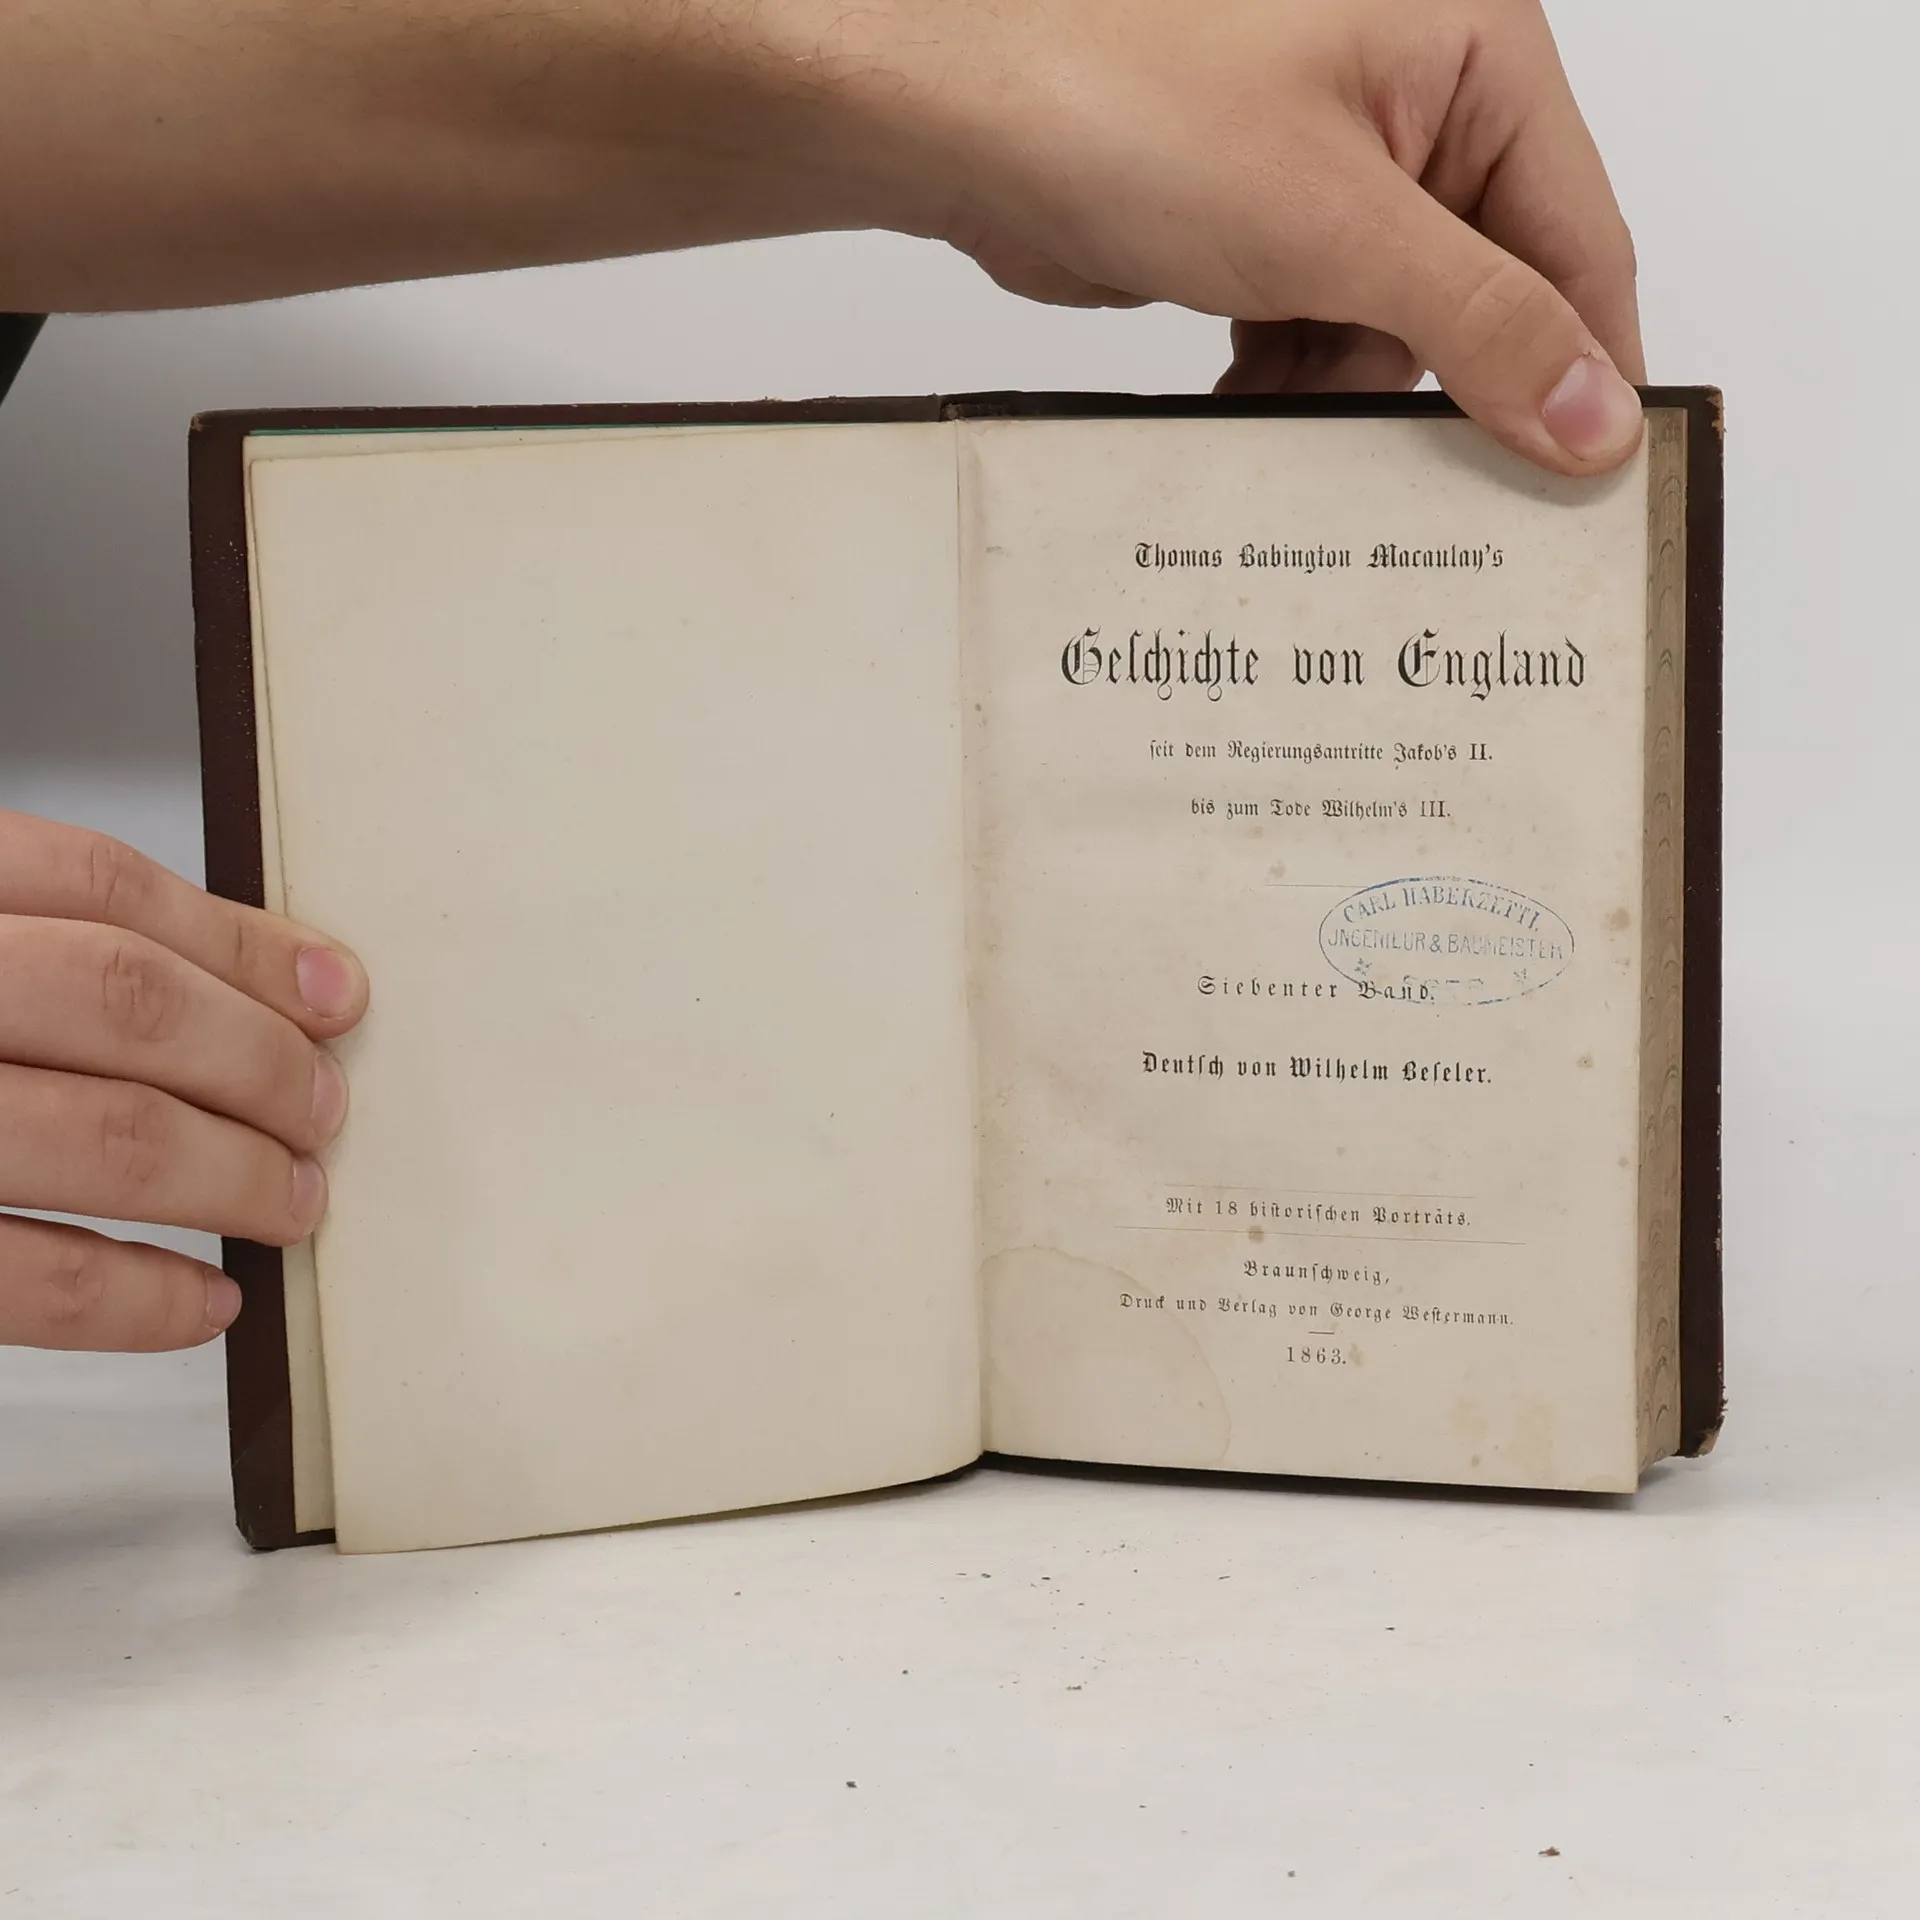 Thomas Babington Macaulay's
Geschichte von England
seit dem Regierungsantritte Jakob's II.
bis zum Tode Wilhelm's III.
CARL HABERZETTL
INGENIEUR & BAUMEISTER
Siebenter Band.
Deutsch von Wilhelm Beseler.
Mit 18 historischen Porträts.
Braunschweig,
Druck und Verlag von George Westermann.
1863.